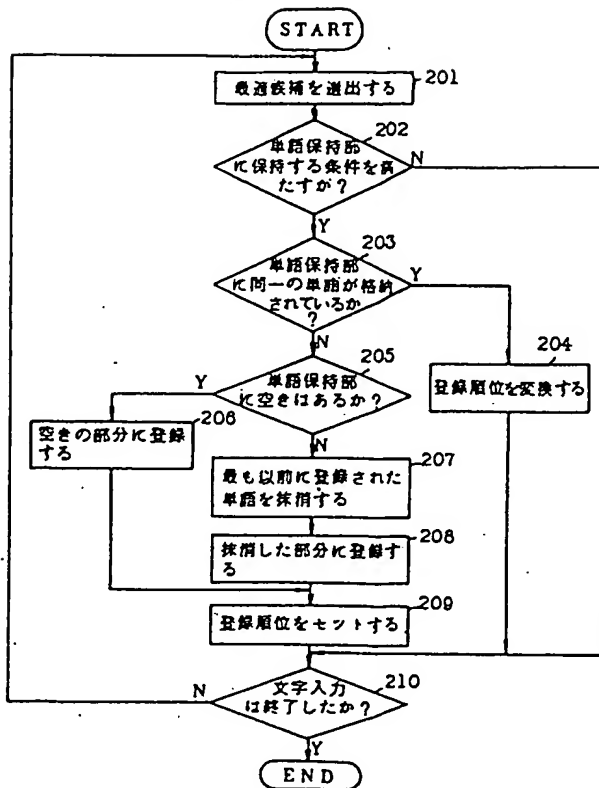 START
最適候補を選出する
201
202
単語保持部
に保持する条件を満
たすか？
N
Y
203
単語保持部
に同一の単語が格納
されているか
？
Y
N
204
登録順位を変換する
205
単語保持部
に空きはあるか？
Y
N
206
空きの部分に登録
する
207
最も以前に登録された
単語を抹消する
208
抹消した部分に登録す
る
209
登録順位をセットする
210
文字入力
は終了したか？
N
Y
END